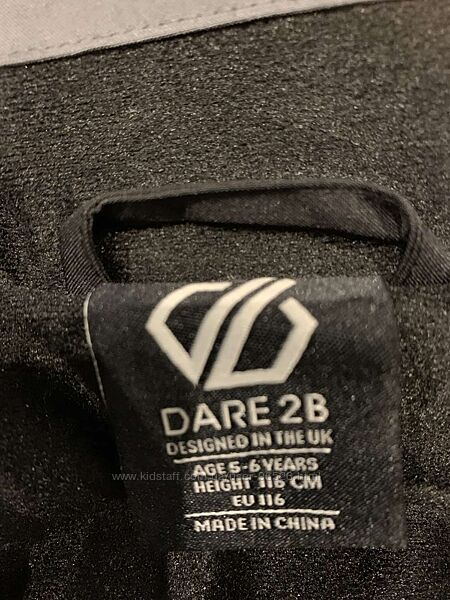 DARE 2B
DESIGNED IN THE UK
AGE 5-6 YEARS
HEIGHT 116 CM
EU 116
MADE IN CHINA